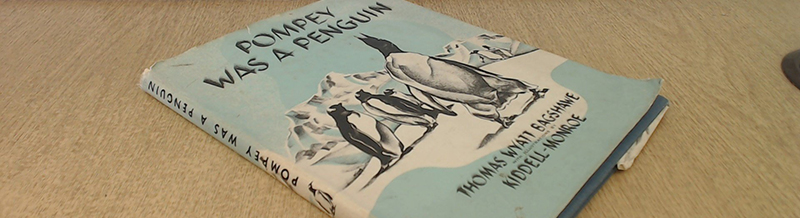 POMPEY
WAS A PENGUIN
THOMAS WYATT BAGSHAWE
KIDDELL-MONROE
POMPEY WAS A PENGUIN